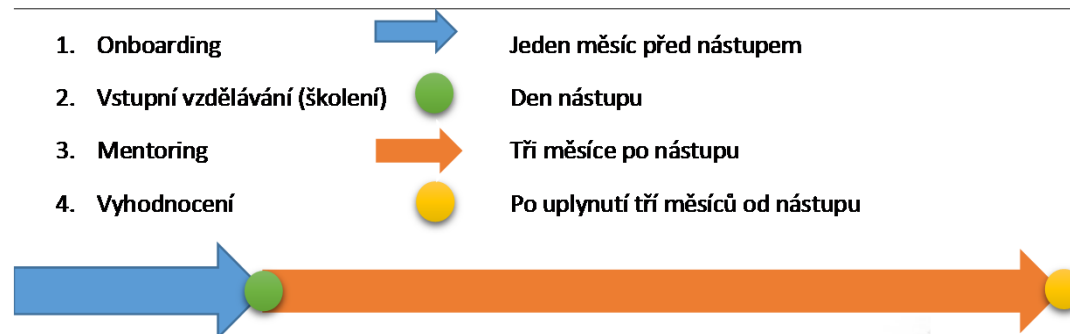 1. Onboarding Jeden měsíc před nástupem
2. Vstupní vzdělávání (školení) Den nástupu
3. Mentoring Tři měsíce po nástupu
4. Vyhodnocení Po uplynutí tří měsíců od nástupu